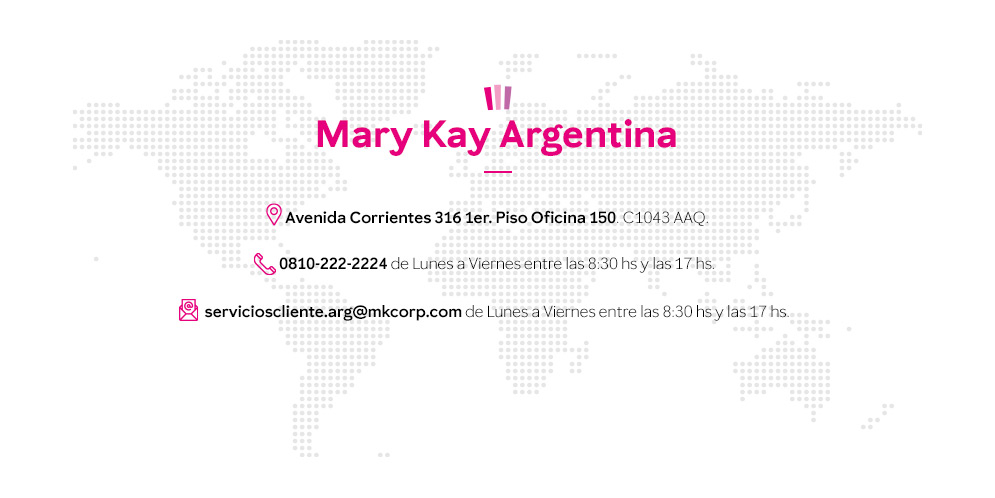 Mary Kay Argentina
Avenida Corrientes 316 1er. Piso Oficina 150. C1043 AAQ.
0810-222-2224 de Lunes a Viernes entre las 8:30 hs y las 17 hs.
servicioscliente.arg@mkcorp.com de Lunes a Viernes entre las 8:30 hs y las 17 hs.